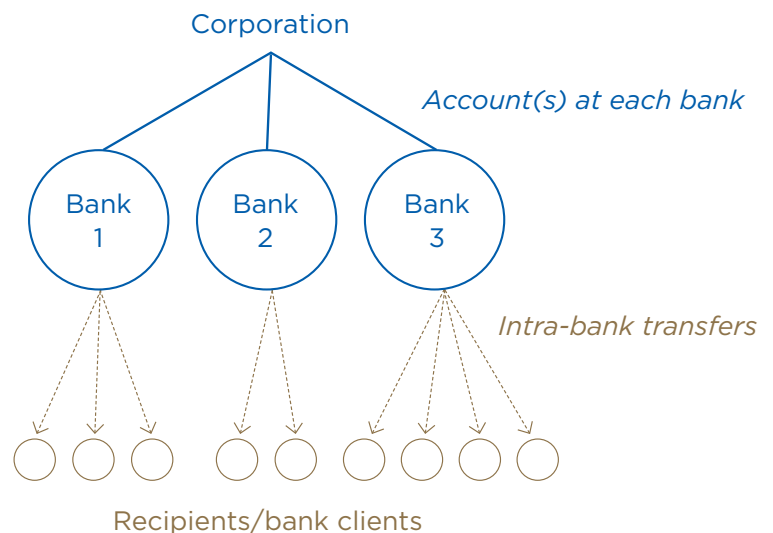 Corporation
Account(s) at each bank
Bank
1
Bank
2
Bank
3
Intra-bank transfers
Recipients/bank clients